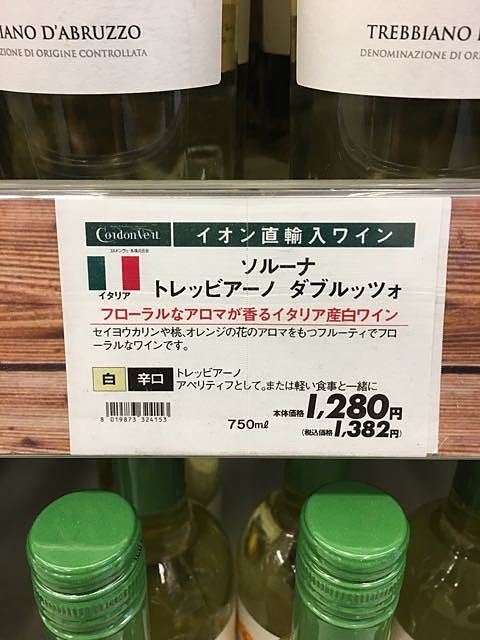 IANO D'ABRUZZO
ZIONE DI ORIGINE CONTROLLATA
TREBBIANO
DENOMINAZIONE DI
CordonVert
イオン直輸入ワイン
イタリア
ソルーナ
トレッビアーノ ダブルッツォ
フローラルなアロマが香るイタリア産白ワイン
セイヨウカリンや桃、オレンジの花のアロマをもつフルーティでフ
ローラルなワインです。
白 辛口 トレッビアーノ
アペリティフとして。または軽い食事と一緒に
8 019873 324153
750mℓ
本体価格1,280円
(税込価格1,382円)